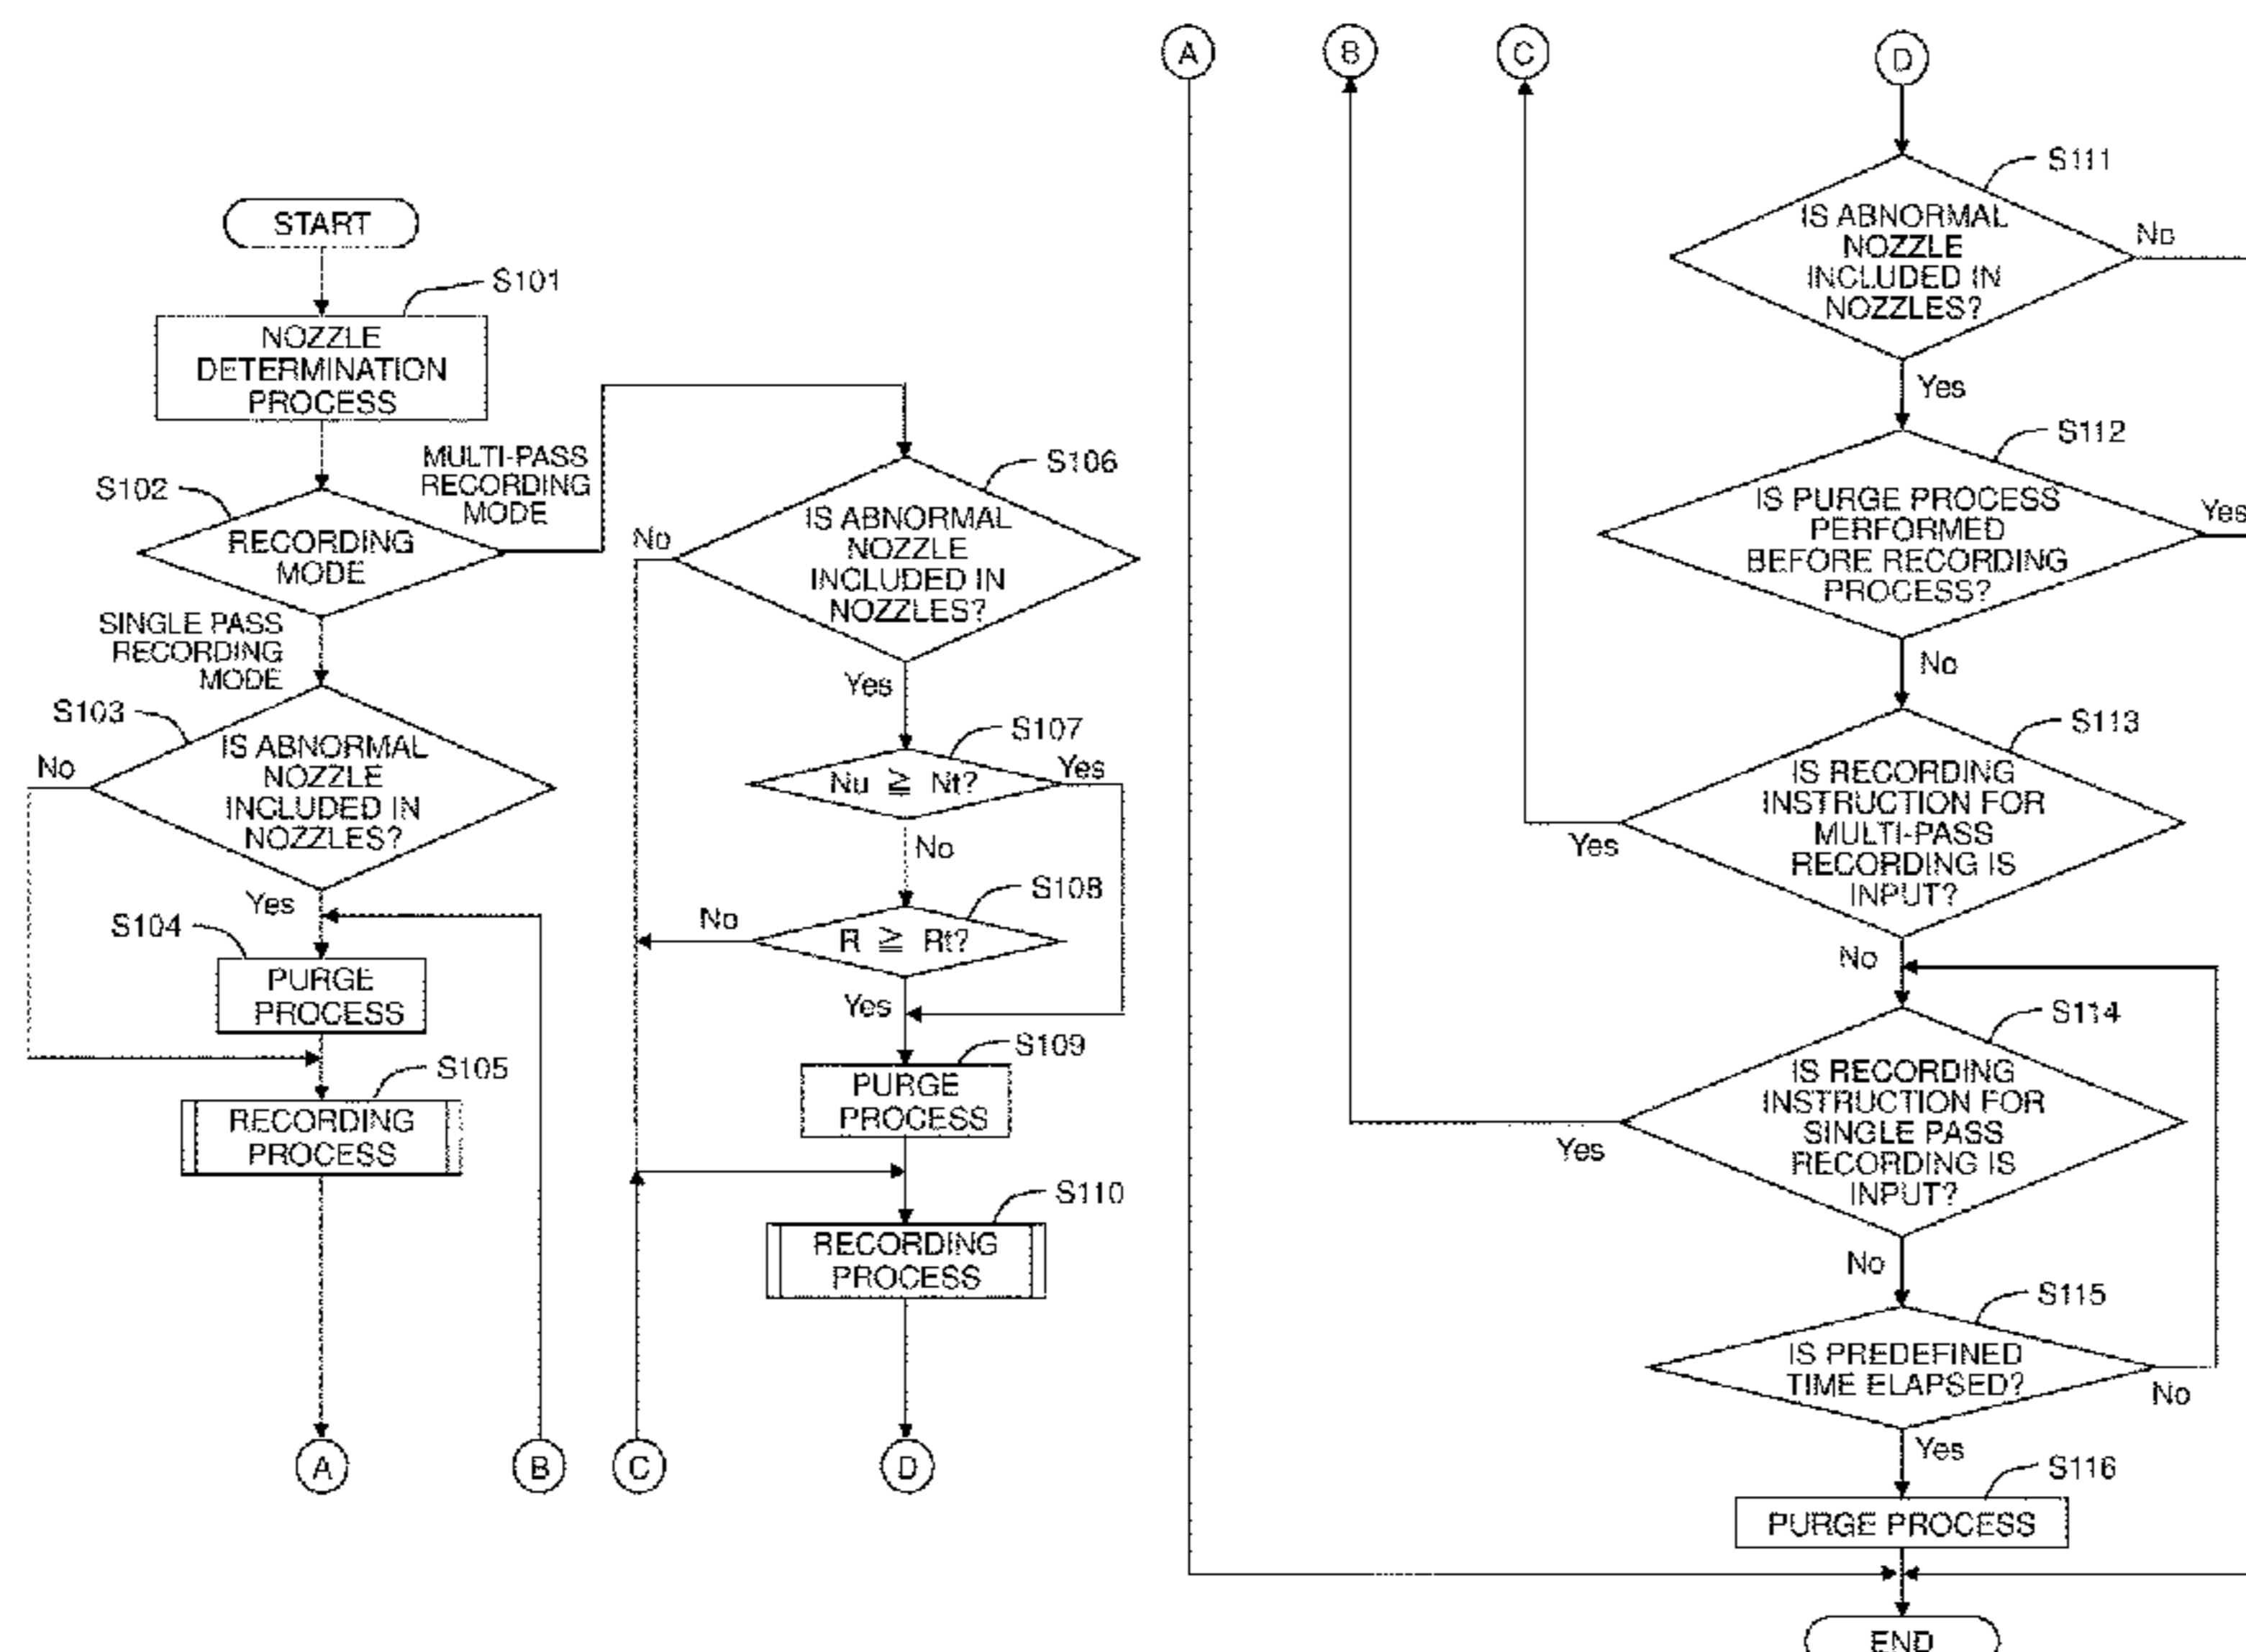 START
S101
NOZZLE
DETERMINATION
PROCESS
S102
RECORDING
MODE
MULTI-PASS
RECORDING
MODE
SINGLE PASS
RECORDING
MODE
S103
IS ABNORMAL
NOZZLE
INCLUDED IN
NOZZLES?
No
Yes
S104
PURGE
PROCESS
S105
RECORDING
PROCESS
A
B
S106
IS ABNORMAL
NOZZLE
INCLUDED IN
NOZZLES?
No
Yes
S107
Nu ≧ Nt?
Yes
No
S108
R ≧ Rt?
No
Yes
S109
PURGE
PROCESS
S110
RECORDING
PROCESS
C
D
A
B
C
D
S111
IS ABNORMAL
NOZZLE
INCLUDED IN
NOZZLES?
No
Yes
S112
IS PURGE PROCESS
PERFORMED
BEFORE RECORDING
PROCESS?
Yes
No
S113
IS RECORDING
INSTRUCTION FOR
MULTI-PASS
RECORDING IS
INPUT?
Yes
No
S114
IS RECORDING
INSTRUCTION FOR
SINGLE PASS
RECORDING IS
INPUT?
Yes
No
S115
IS PREDEFINED
TIME ELAPSED?
No
Yes
S116
PURGE PROCESS
END